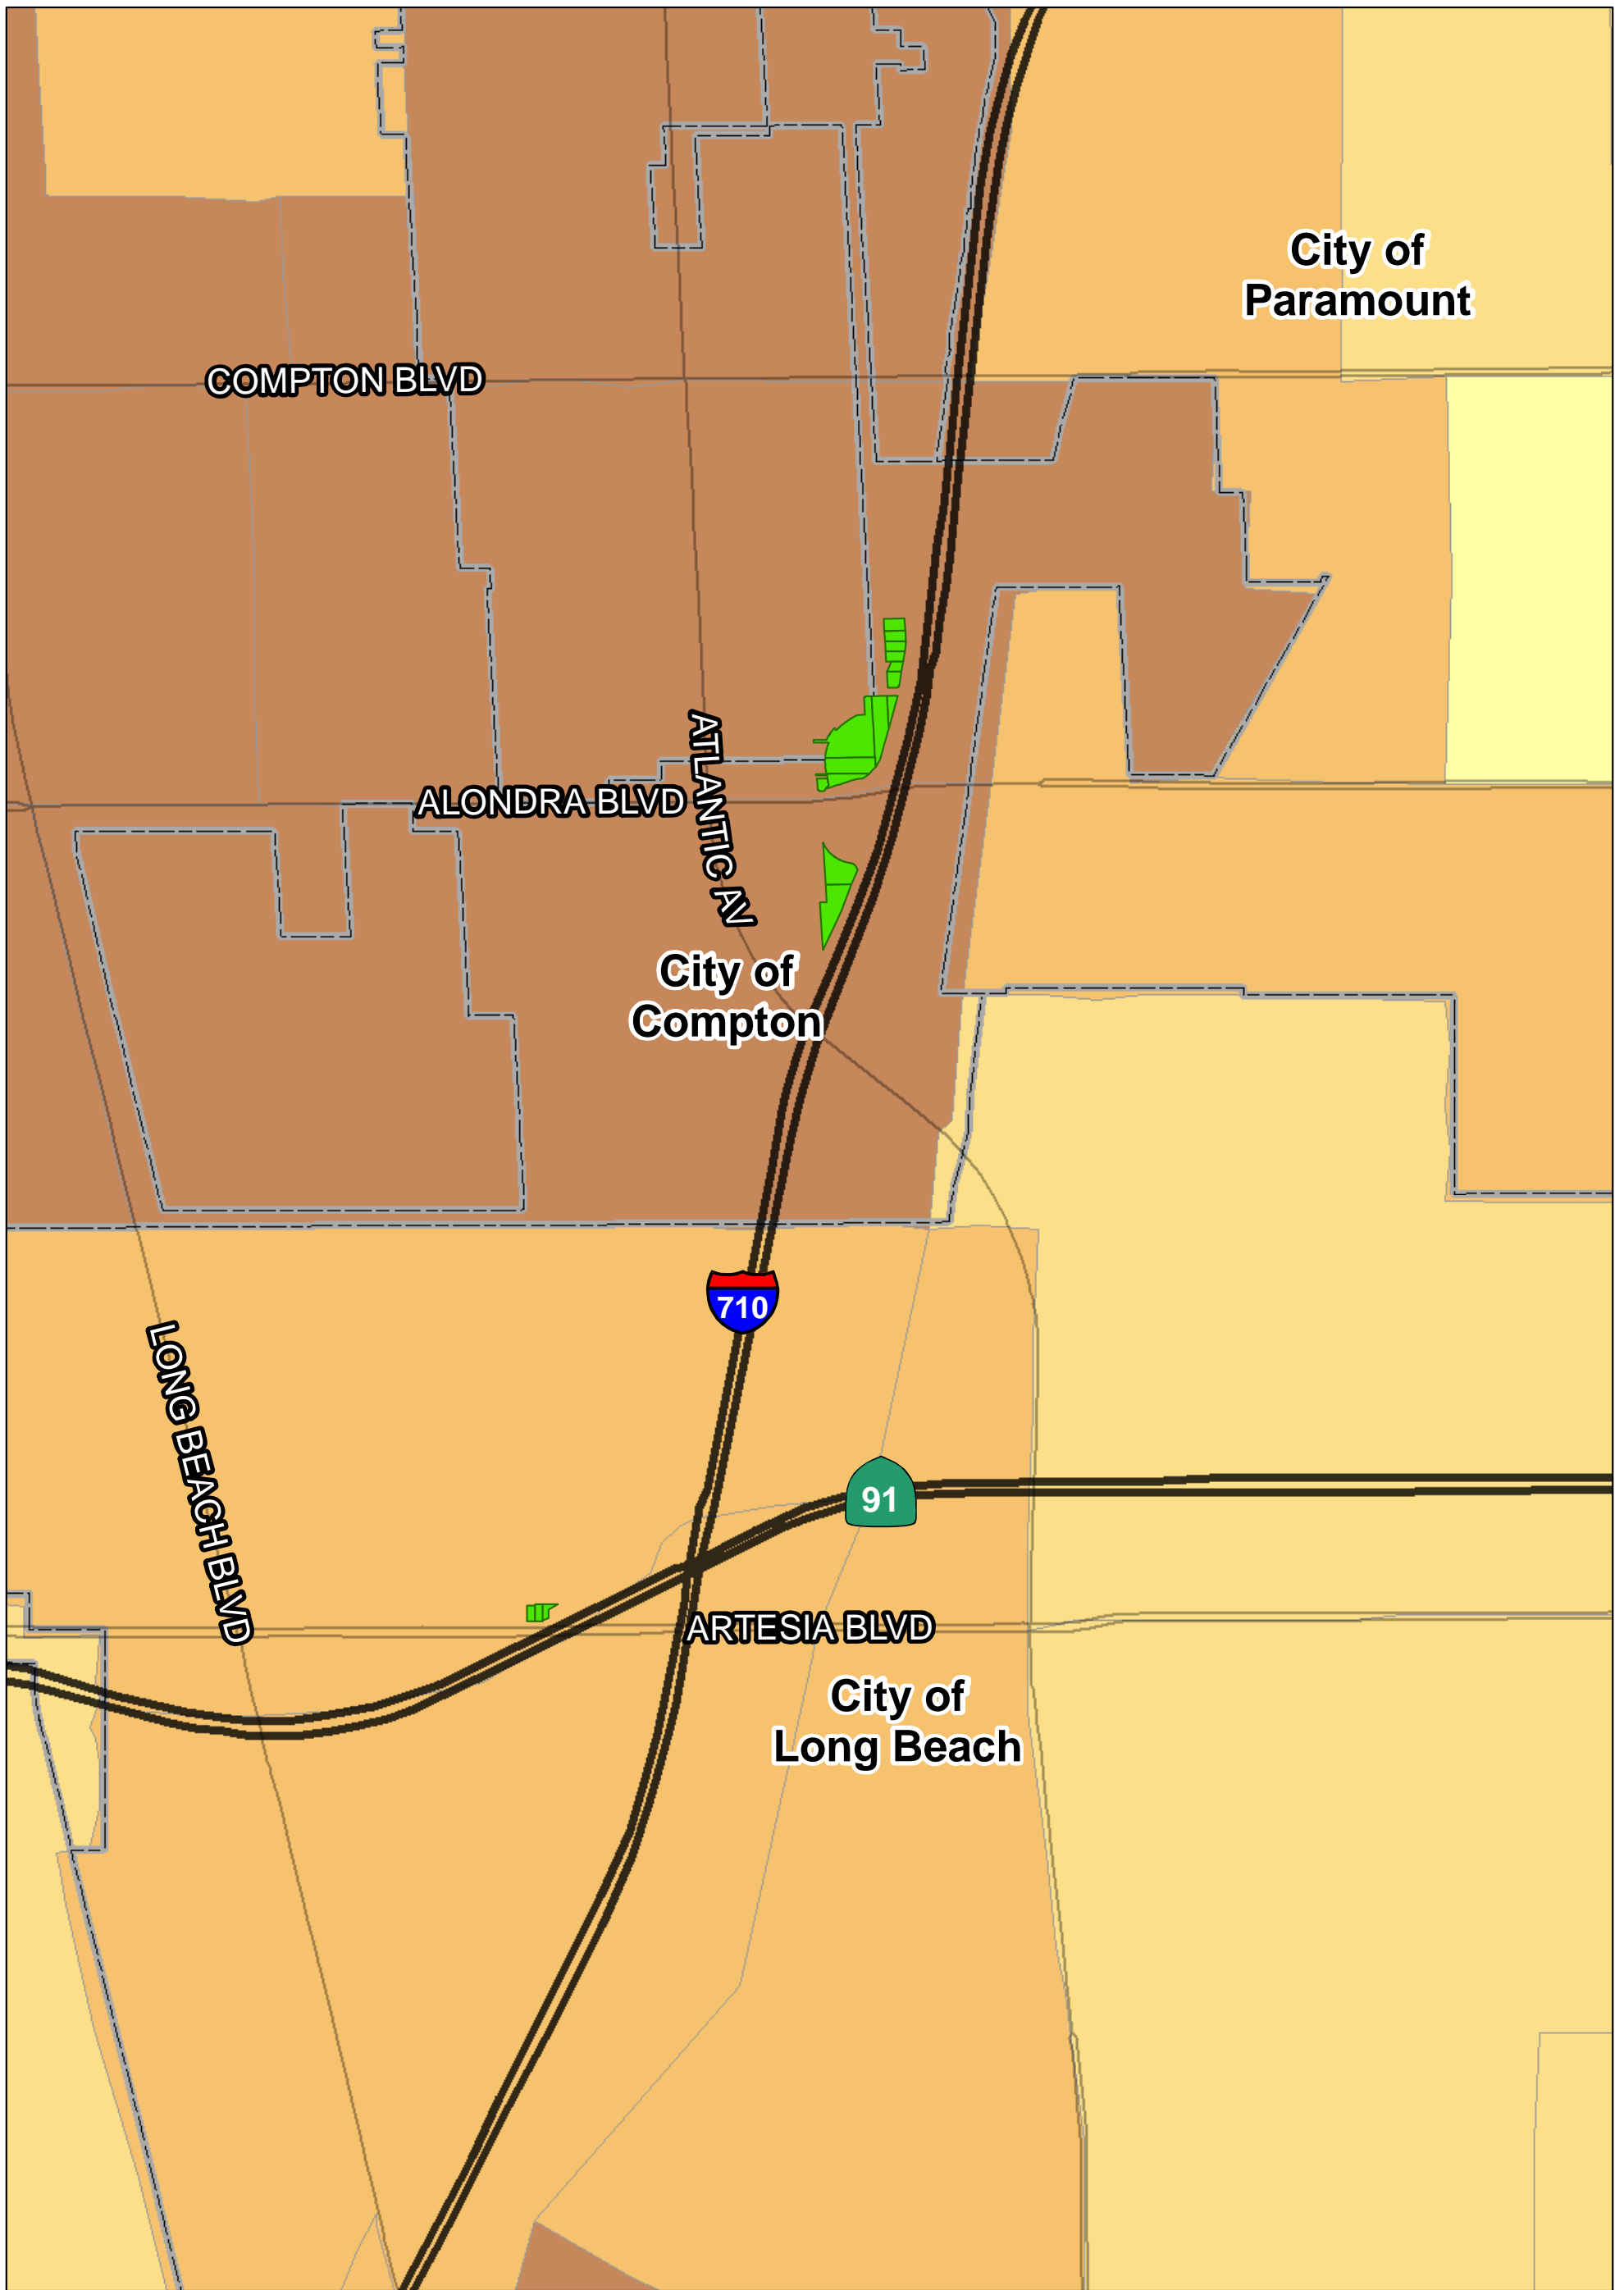 City of
Paramount
COMPTON BLVD
ATLANTIC AV
ALONDRA BLVD
City of
Compton
710
LONG BEACH BLVD
91
ARTESIA BLVD
City of
Long Beach